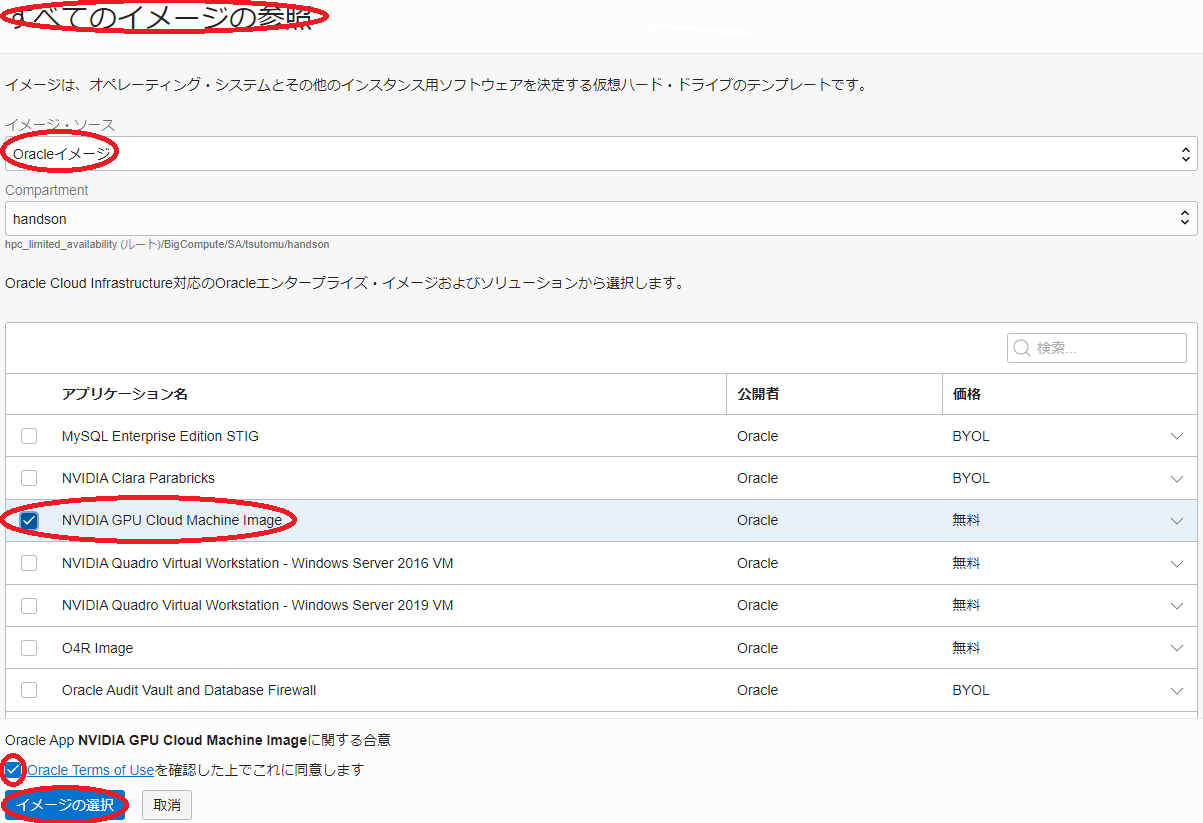 すべてのイメージの参照
イメージは、オペレーティング・システムとその他のインスタンス用ソフトウェアを決定する仮想ハード・ドライブのテンプレートです。
イメージ・ソース
Oracleイメージ
Compartment
handson
hpc_limited_availability (ルート)/BigCompute/SA/tsutomu/handson
Oracle Cloud Infrastructure対応のOracleエンタープライズ・イメージおよびソリューションから選択します。
検索...
アプリケーション名 公開者 価格
MySQL Enterprise Edition STIG Oracle BYOL
NVIDIA Clara Parabricks Oracle BYOL
NVIDIA GPU Cloud Machine Image Oracle 無料
NVIDIA Quadro Virtual Workstation - Windows Server 2016 VM Oracle 無料
NVIDIA Quadro Virtual Workstation - Windows Server 2019 VM Oracle 無料
O4R Image Oracle 無料
Oracle Audit Vault and Database Firewall Oracle BYOL
Oracle App NVIDIA GPU Cloud Machine Imageに関する合意
Oracle Terms of Useを確認した上でこれに同意します
イメージの選択 取消